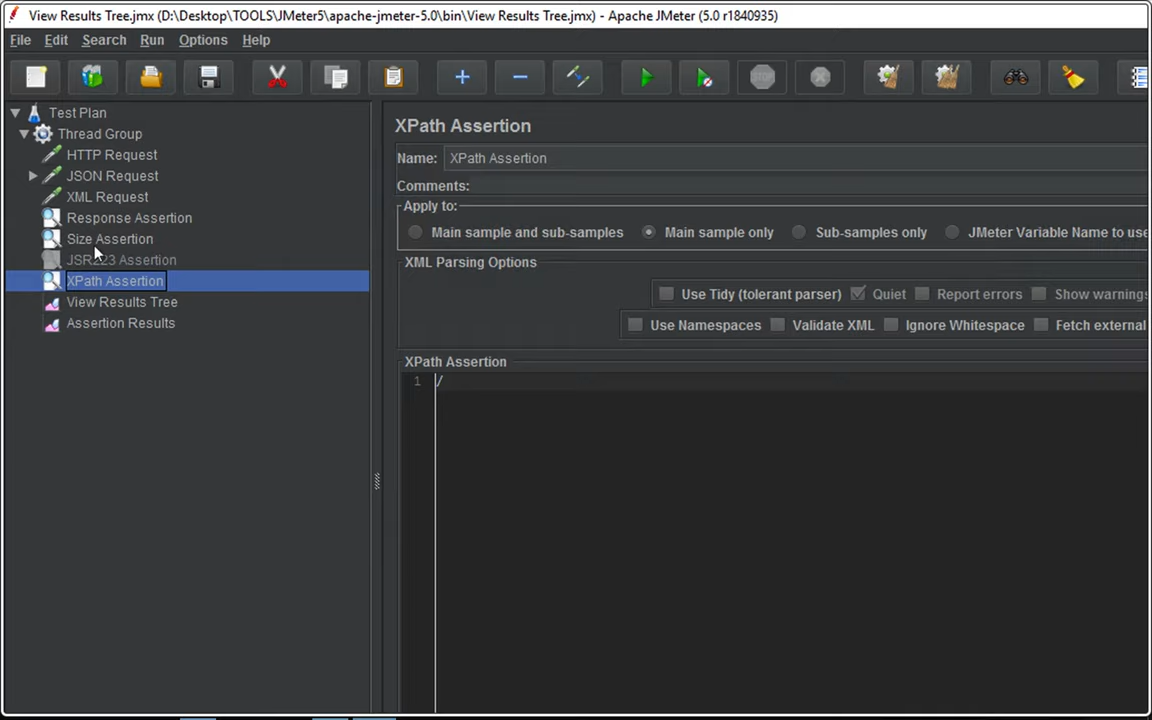 View Results Tree.jmx (D:\Desktop\TOOLS\JMeter5\apache-jmeter-5.0\bin\View Results Tree.jmx) - Apache JMeter (5.0 r1840935)
File Edit Search Run Options Help
STOP
Test Plan
Thread Group
HTTP Request
JSON Request
XML Request
Response Assertion
Size Assertion
JSR223 Assertion
XPath Assertion
View Results Tree
Assertion Results
XPath Assertion
Name: XPath Assertion
Comments:
Apply to:
Main sample and sub-samples Main sample only Sub-samples only JMeter Variable Name to use
XML Parsing Options
Use Tidy (tolerant parser) Quiet Report errors Show warnings
Use Namespaces Validate XML Ignore Whitespace Fetch external
XPath Assertion
1 /